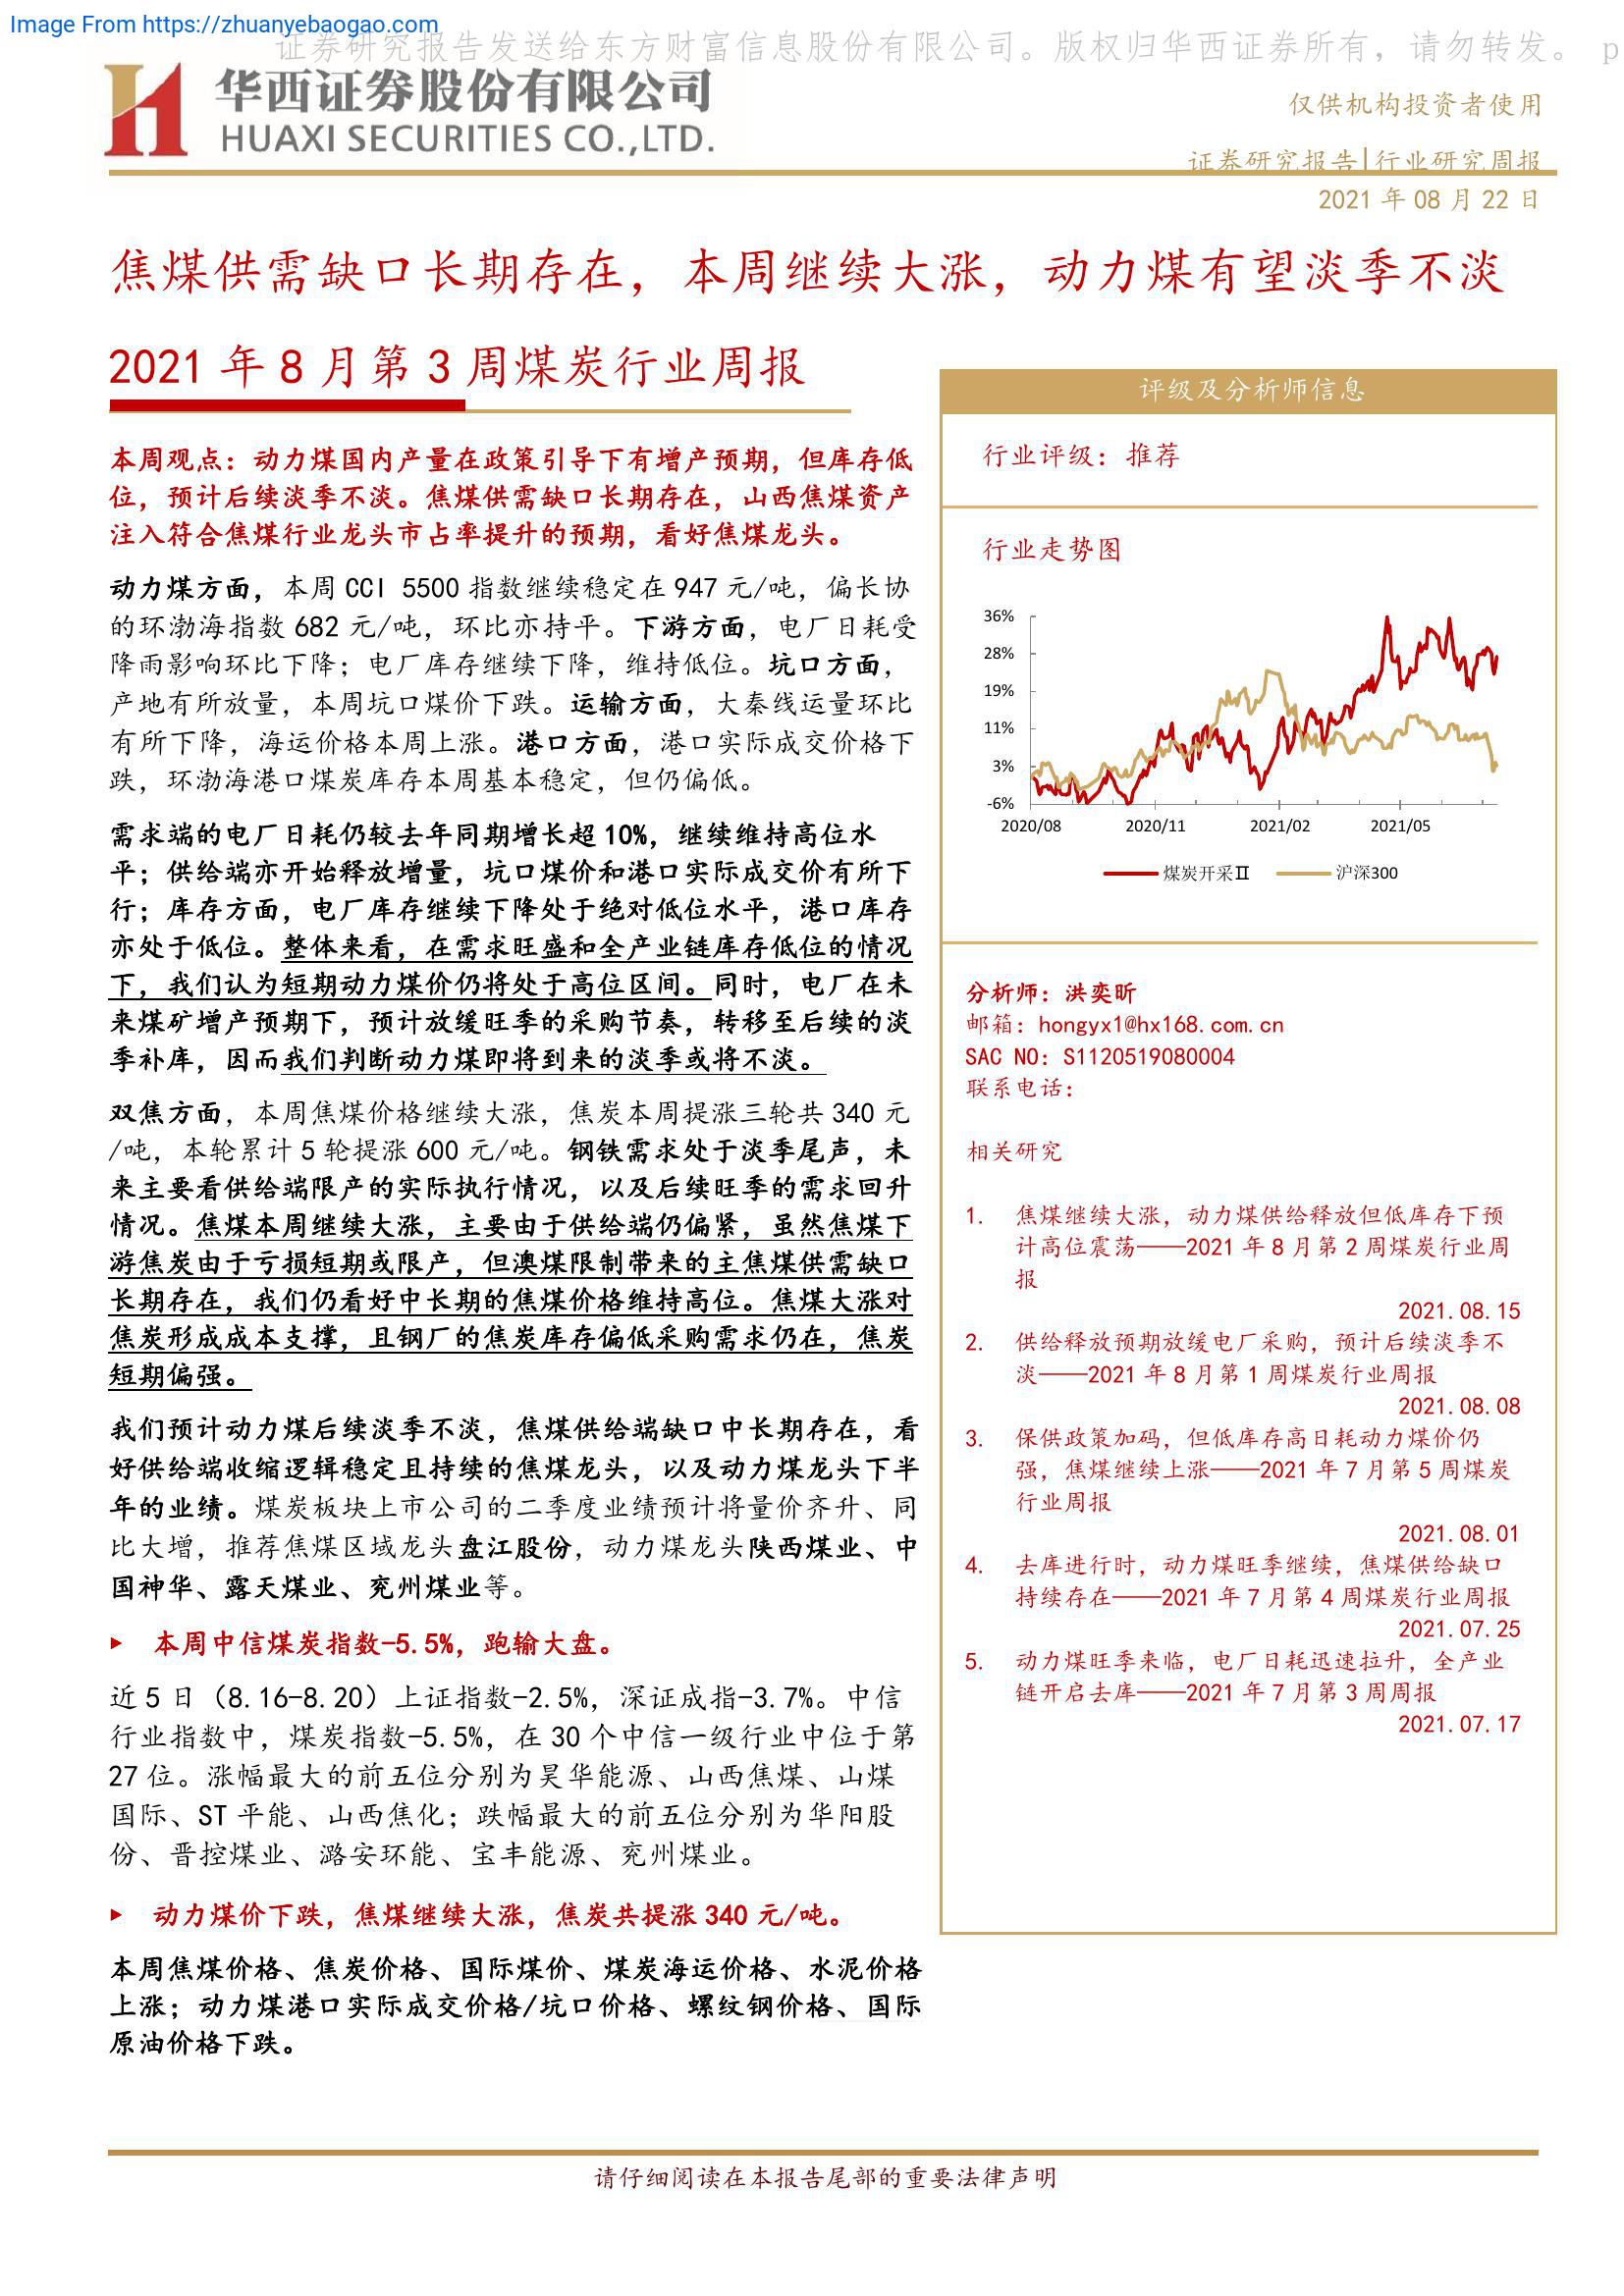 Image From https://zhuanyebaogao.com
证券研究报告发送给东方财富信息股份有限公司。版权归华西证券所有，请勿转发。 p
华西证券股份有限公司
HUAXI SECURITIES CO.,LTD.
仅供机构投资者使用
证券研究报告|行业研究周报
2021 年 08 月 22 日
焦煤供需缺口长期存在，本周继续大涨，动力煤有望淡季不淡
2021 年 8 月第 3 周煤炭行业周报
本周观点：动力煤国内产量在政策引导下有增产预期，但库存低
位，预计后续淡季不淡。焦煤供需缺口长期存在，山西焦煤资产
注入符合焦煤行业龙头市占率提升的预期，看好焦煤龙头。
动力煤方面，本周 CCI 5500 指数继续稳定在 947 元/吨，偏长协
的环渤海指数 682 元/吨，环比亦持平。下游方面，电厂日耗受
降雨影响环比下降；电厂库存继续下降，维持低位。坑口方面，
产地有所放量，本周坑口煤价下跌。运输方面，大秦线运量环比
有所下降，海运价格本周上涨。港口方面，港口实际成交价格下
跌，环渤海港口煤炭库存本周基本稳定，但仍偏低。
需求端的电厂日耗仍较去年同期增长超 10%，继续维持高位水
平；供给端亦开始释放增量，坑口煤价和港口实际成交价有所下
行；库存方面，电厂库存继续下降处于绝对低位水平，港口库存
亦处于低位。整体来看，在需求旺盛和全产业链库存低位的情况
下，我们认为短期动力煤价仍将处于高位区间。同时，电厂在未
来煤矿增产预期下，预计放缓旺季的采购节奏，转移至后续的淡
季补库，因而我们判断动力煤即将到来的淡季或将不淡。
双焦方面，本周焦煤价格继续大涨，焦炭本周提涨三轮共 340 元
/吨，本轮累计 5 轮提涨 600 元/吨。钢铁需求处于淡季尾声，未
来主要看供给端限产的实际执行情况，以及后续旺季的需求回升
情况。焦煤本周继续大涨，主要由于供给端仍偏紧，虽然焦煤下
游焦炭由于亏损短期或限产，但澳煤限制带来的主焦煤供需缺口
长期存在，我们仍看好中长期的焦煤价格维持高位。焦煤大涨对
焦炭形成成本支撑，且钢厂的焦炭库存偏低采购需求仍在，焦炭
短期偏强。
我们预计动力煤后续淡季不淡，焦煤供给端缺口中长期存在，看
好供给端收缩逻辑稳定且持续的焦煤龙头，以及动力煤龙头下半
年的业绩。煤炭板块上市公司的二季度业绩预计将量价齐升、同
比大增，推荐焦煤区域龙头盘江股份，动力煤龙头陕西煤业、中
国神华、露天煤业、兖州煤业等。
▶ 本周中信煤炭指数-5.5%，跑输大盘。
近 5 日（8.16-8.20）上证指数-2.5%，深证成指-3.7%。中信
行业指数中，煤炭指数-5.5%，在 30 个中信一级行业中位于第
27 位。涨幅最大的前五位分别为昊华能源、山西焦煤、山煤
国际、ST 平能、山西焦化；跌幅最大的前五位分别为华阳股
份、晋控煤业、潞安环能、宝丰能源、兖州煤业。
▶ 动力煤价下跌，焦煤继续大涨，焦炭共提涨 340 元/吨。
本周焦煤价格、焦炭价格、国际煤价、煤炭海运价格、水泥价格
上涨；动力煤港口实际成交价格/坑口价格、螺纹钢价格、国际
原油价格下跌。
评级及分析师信息
行业评级：推荐
行业走势图
36%
28%
19%
11%
3%
-6%
2020/08 2020/11 2021/02 2021/05
煤炭开采Ⅱ 沪深300
分析师：洪奕昕
邮箱：hongyx1@hx168.com.cn
SAC NO：S1120519080004
联系电话：
相关研究
1. 焦煤继续大涨，动力煤供给释放但低库存下预
计高位震荡——2021 年 8 月第 2 周煤炭行业周
报
2021.08.15
2. 供给释放预期放缓电厂采购，预计后续淡季不
淡——2021 年 8 月第 1 周煤炭行业周报
2021.08.08
3. 保供政策加码，但低库存高日耗动力煤价仍
强，焦煤继续上涨——2021 年 7 月第 5 周煤炭
行业周报
2021.08.01
4. 去库进行时，动力煤旺季继续，焦煤供给缺口
持续存在——2021 年 7 月第 4 周煤炭行业周报
2021.07.25
5. 动力煤旺季来临，电厂日耗迅速拉升，全产业
链开启去库——2021 年 7 月第 3 周周报
2021.07.17
请仔细阅读在本报告尾部的重要法律声明